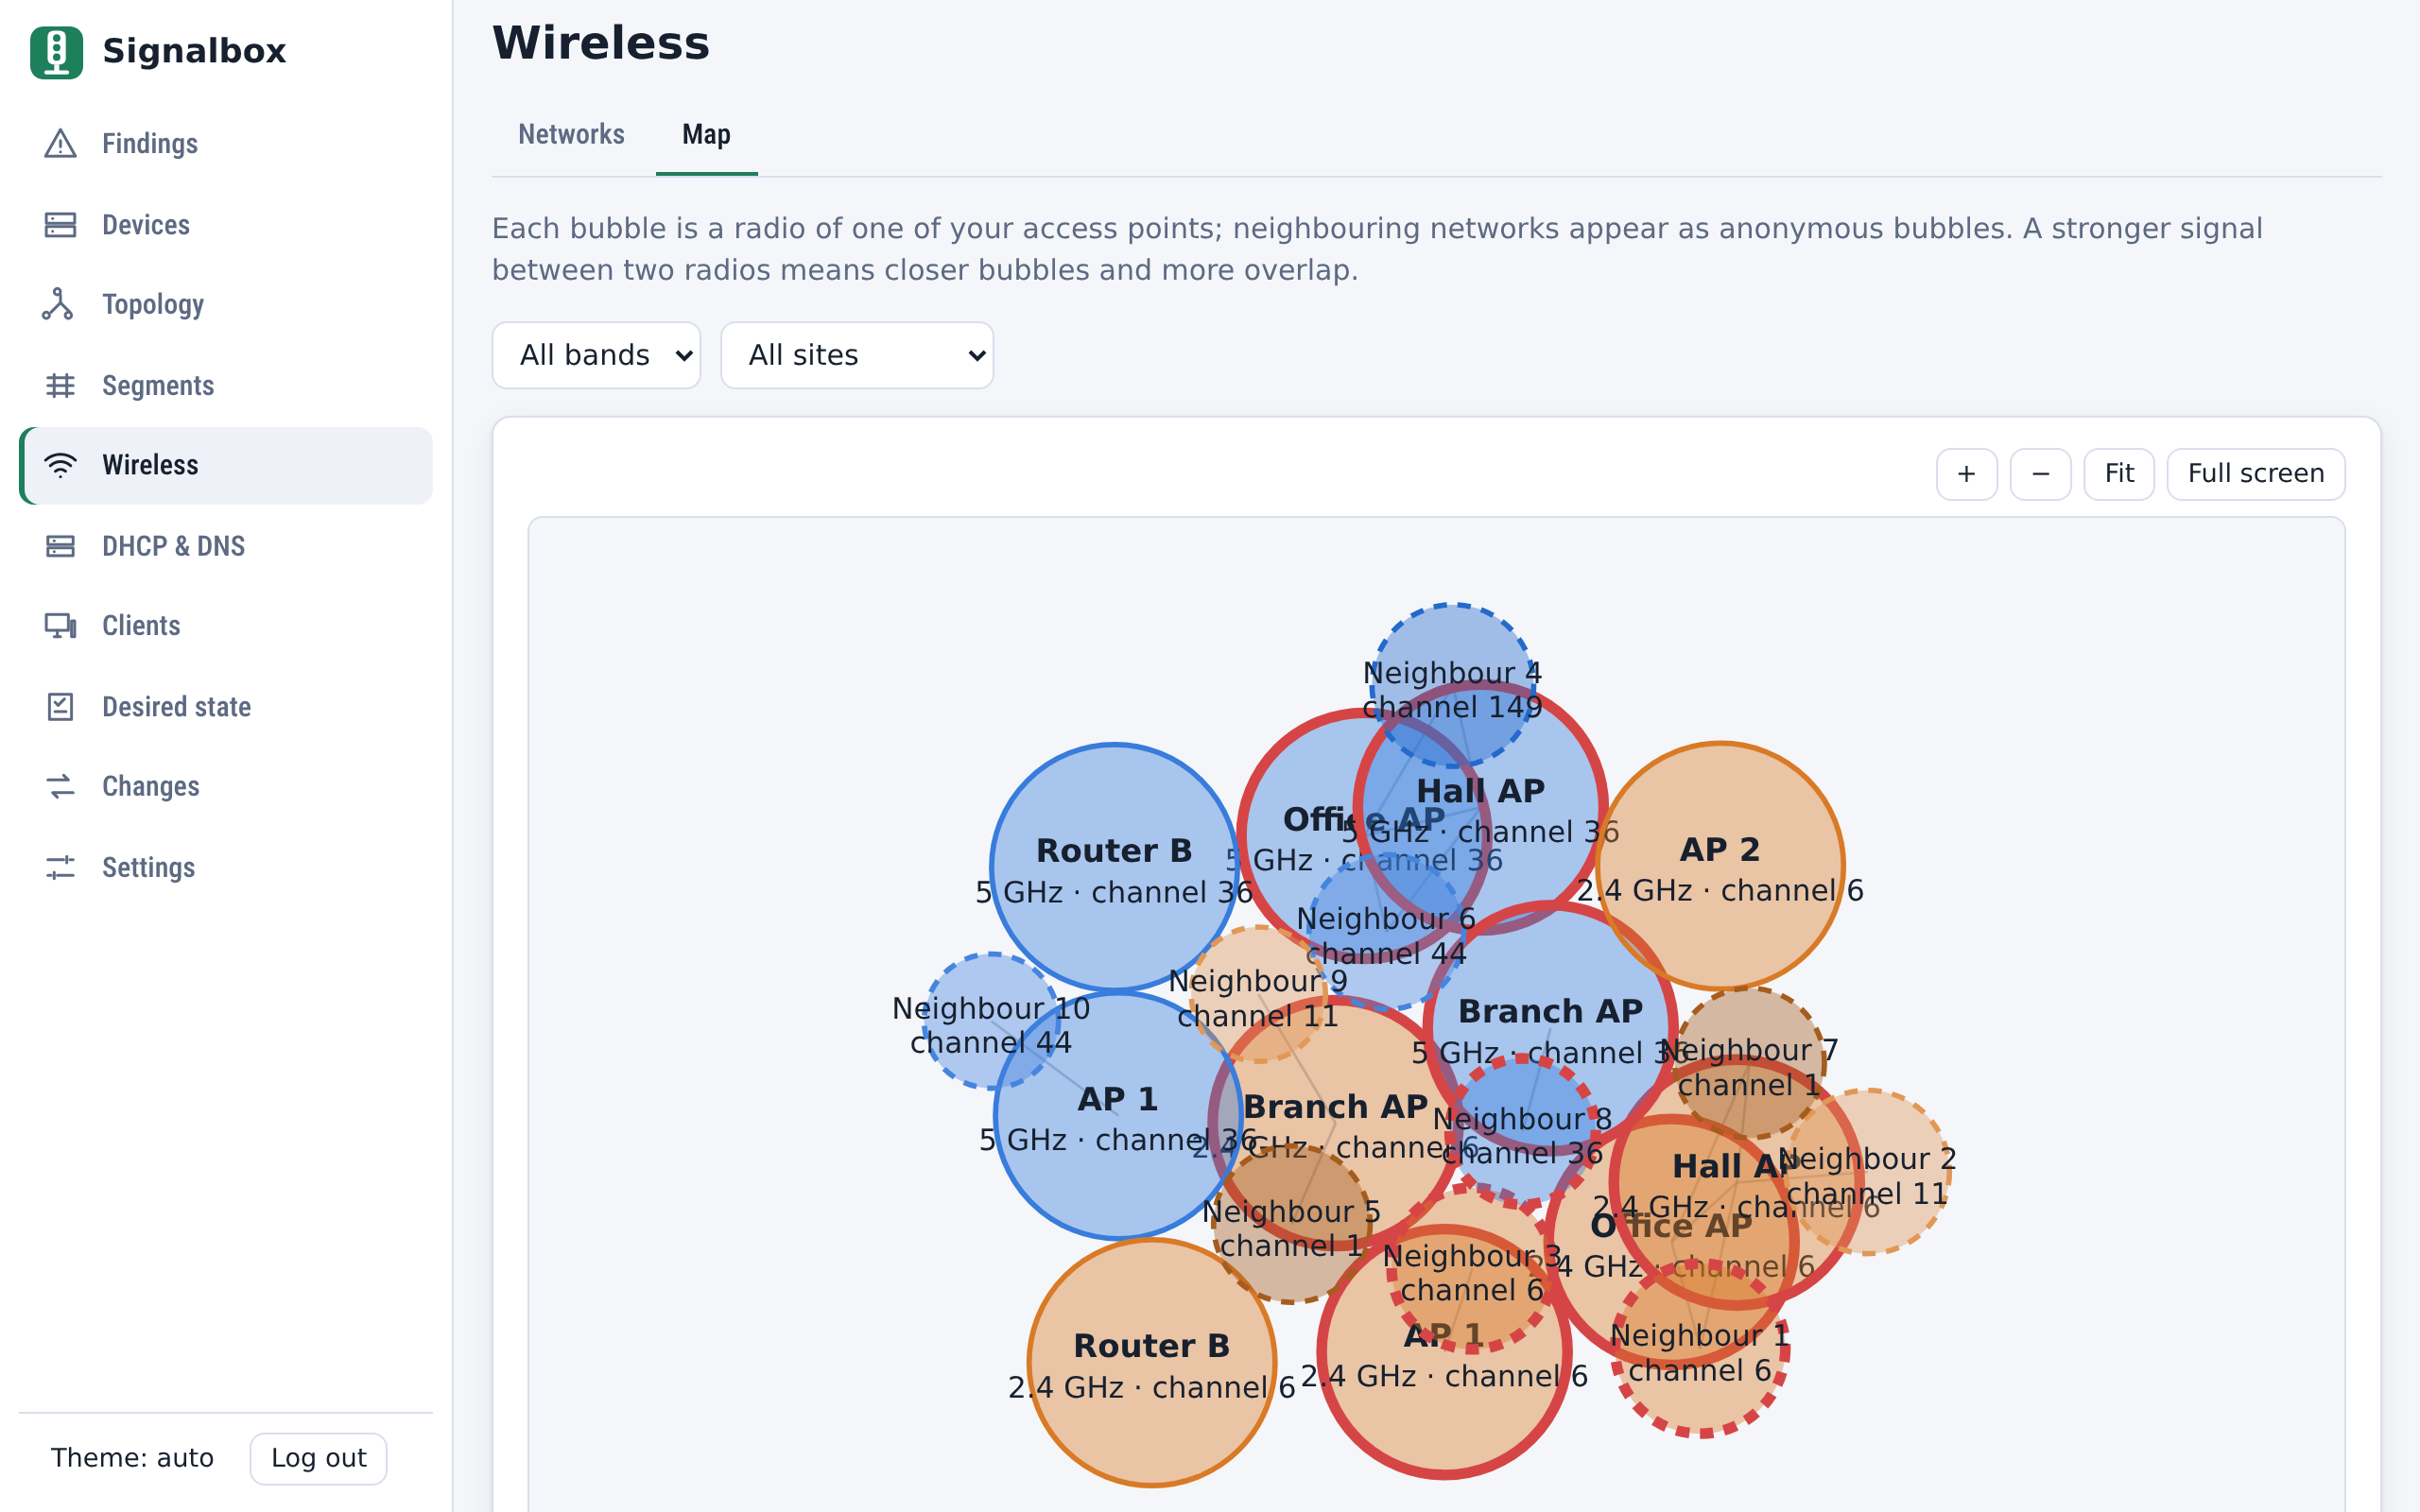 Signalbox
Findings
Devices
Topology
Segments
Wireless
DHCP & DNS
Clients
Desired state
Changes
Settings
Theme: auto
Log out
Wireless
Networks
Map
Each bubble is a radio of one of your access points; neighbouring networks appear as anonymous bubbles. A stronger signal
between two radios means closer bubbles and more overlap.
All bands
All sites
+
−
Fit
Full screen
Neighbour 4
channel 149
Hall AP
5 GHz · channel 36
Office AP
5 GHz · channel 36
Router B
5 GHz · channel 36
AP 2
2.4 GHz · channel 6
Neighbour 6
channel 44
Neighbour 9
channel 11
Neighbour 10
channel 44
Branch AP
5 GHz · channel 36
Neighbour 7
channel 1
AP 1
5 GHz · channel 36
Branch AP
2.4 GHz · channel 6
Neighbour 8
channel 36
Hall AP
2.4 GHz · channel 6
Neighbour 2
channel 11
Office AP
2.4 GHz · channel 6
Neighbour 5
channel 1
Neighbour 3
channel 6
Router B
2.4 GHz · channel 6
AP 1
2.4 GHz · channel 6
Neighbour 1
channel 6